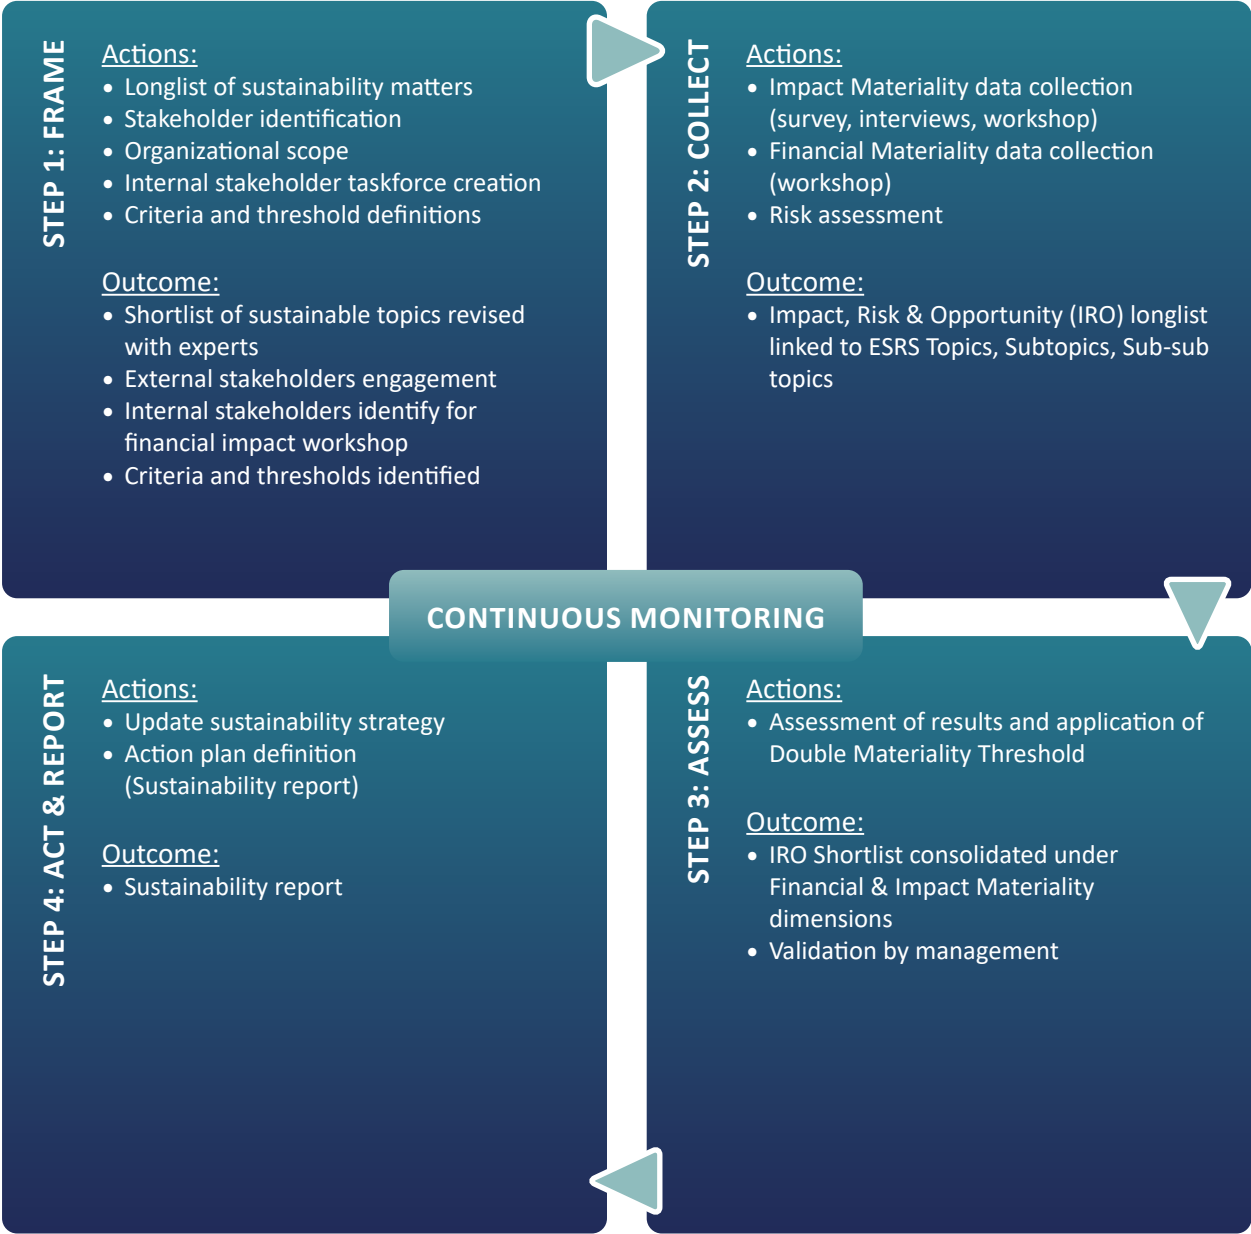 STEP 1: FRAME
Actions:
• Longlist of sustainability matters
• Stakeholder identification
• Organizational scope
• Internal stakeholder taskforce creation
• Criteria and threshold definitions
Outcome:
• Shortlist of sustainable topics revised
with experts
• External stakeholders engagement
• Internal stakeholders identify for
financial impact workshop
• Criteria and thresholds identified
STEP 2: COLLECT
Actions:
• Impact Materiality data collection
(survey, interviews, workshop)
• Financial Materiality data collection
(workshop)
• Risk assessment
Outcome:
• Impact, Risk & Opportunity (IRO) longlist
linked to ESRS Topics, Subtopics, Sub-sub
topics
CONTINUOUS MONITORING
STEP 3: ASSESS
Actions:
• Assessment of results and application of
Double Materiality Threshold
Outcome:
• IRO Shortlist consolidated under
Financial & Impact Materiality
dimensions
• Validation by management
STEP 4: ACT & REPORT
Actions:
• Update sustainability strategy
• Action plan definition
(Sustainability report)
Outcome:
• Sustainability report